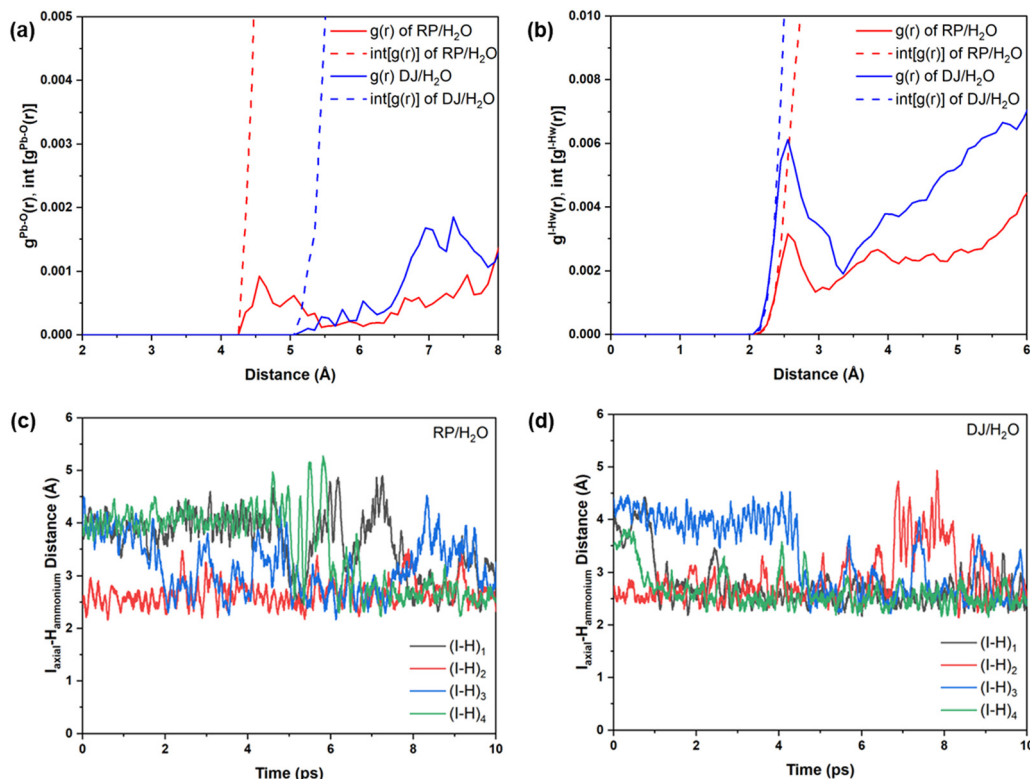 (a)
0.005
0.004
0.003
0.002
0.001
0.000
g^Pb-O(r), int [g^Pb-O(r)]
g(r) of RP/H₂O
int[g(r)] of RP/H₂O
g(r) DJ/H₂O
int[g(r)] of DJ/H₂O
2 3 4 5 6 7 8
Distance (Å)
(b)
0.010
0.008
0.006
0.004
0.002
0.000
g^I-Hw(r), int [g^I-Hw(r)]
g(r) of RP/H₂O
int[g(r)] of RP/H₂O
g(r) of DJ/H₂O
int[g(r)] of DJ/H₂O
0 1 2 3 4 5 6
Distance (Å)
(c)
6
5
4
3
2
1
0
I_axial-H_ammonium Distance (Å)
RP/H₂O
(I-H)₁
(I-H)₂
(I-H)₃
(I-H)₄
0 2 4 6 8 10
Time (ps)
(d)
6
5
4
3
2
1
0
I_axial-H_ammonium Distance (Å)
DJ/H₂O
(I-H)₁
(I-H)₂
(I-H)₃
(I-H)₄
0 2 4 6 8 10
Time (ps)